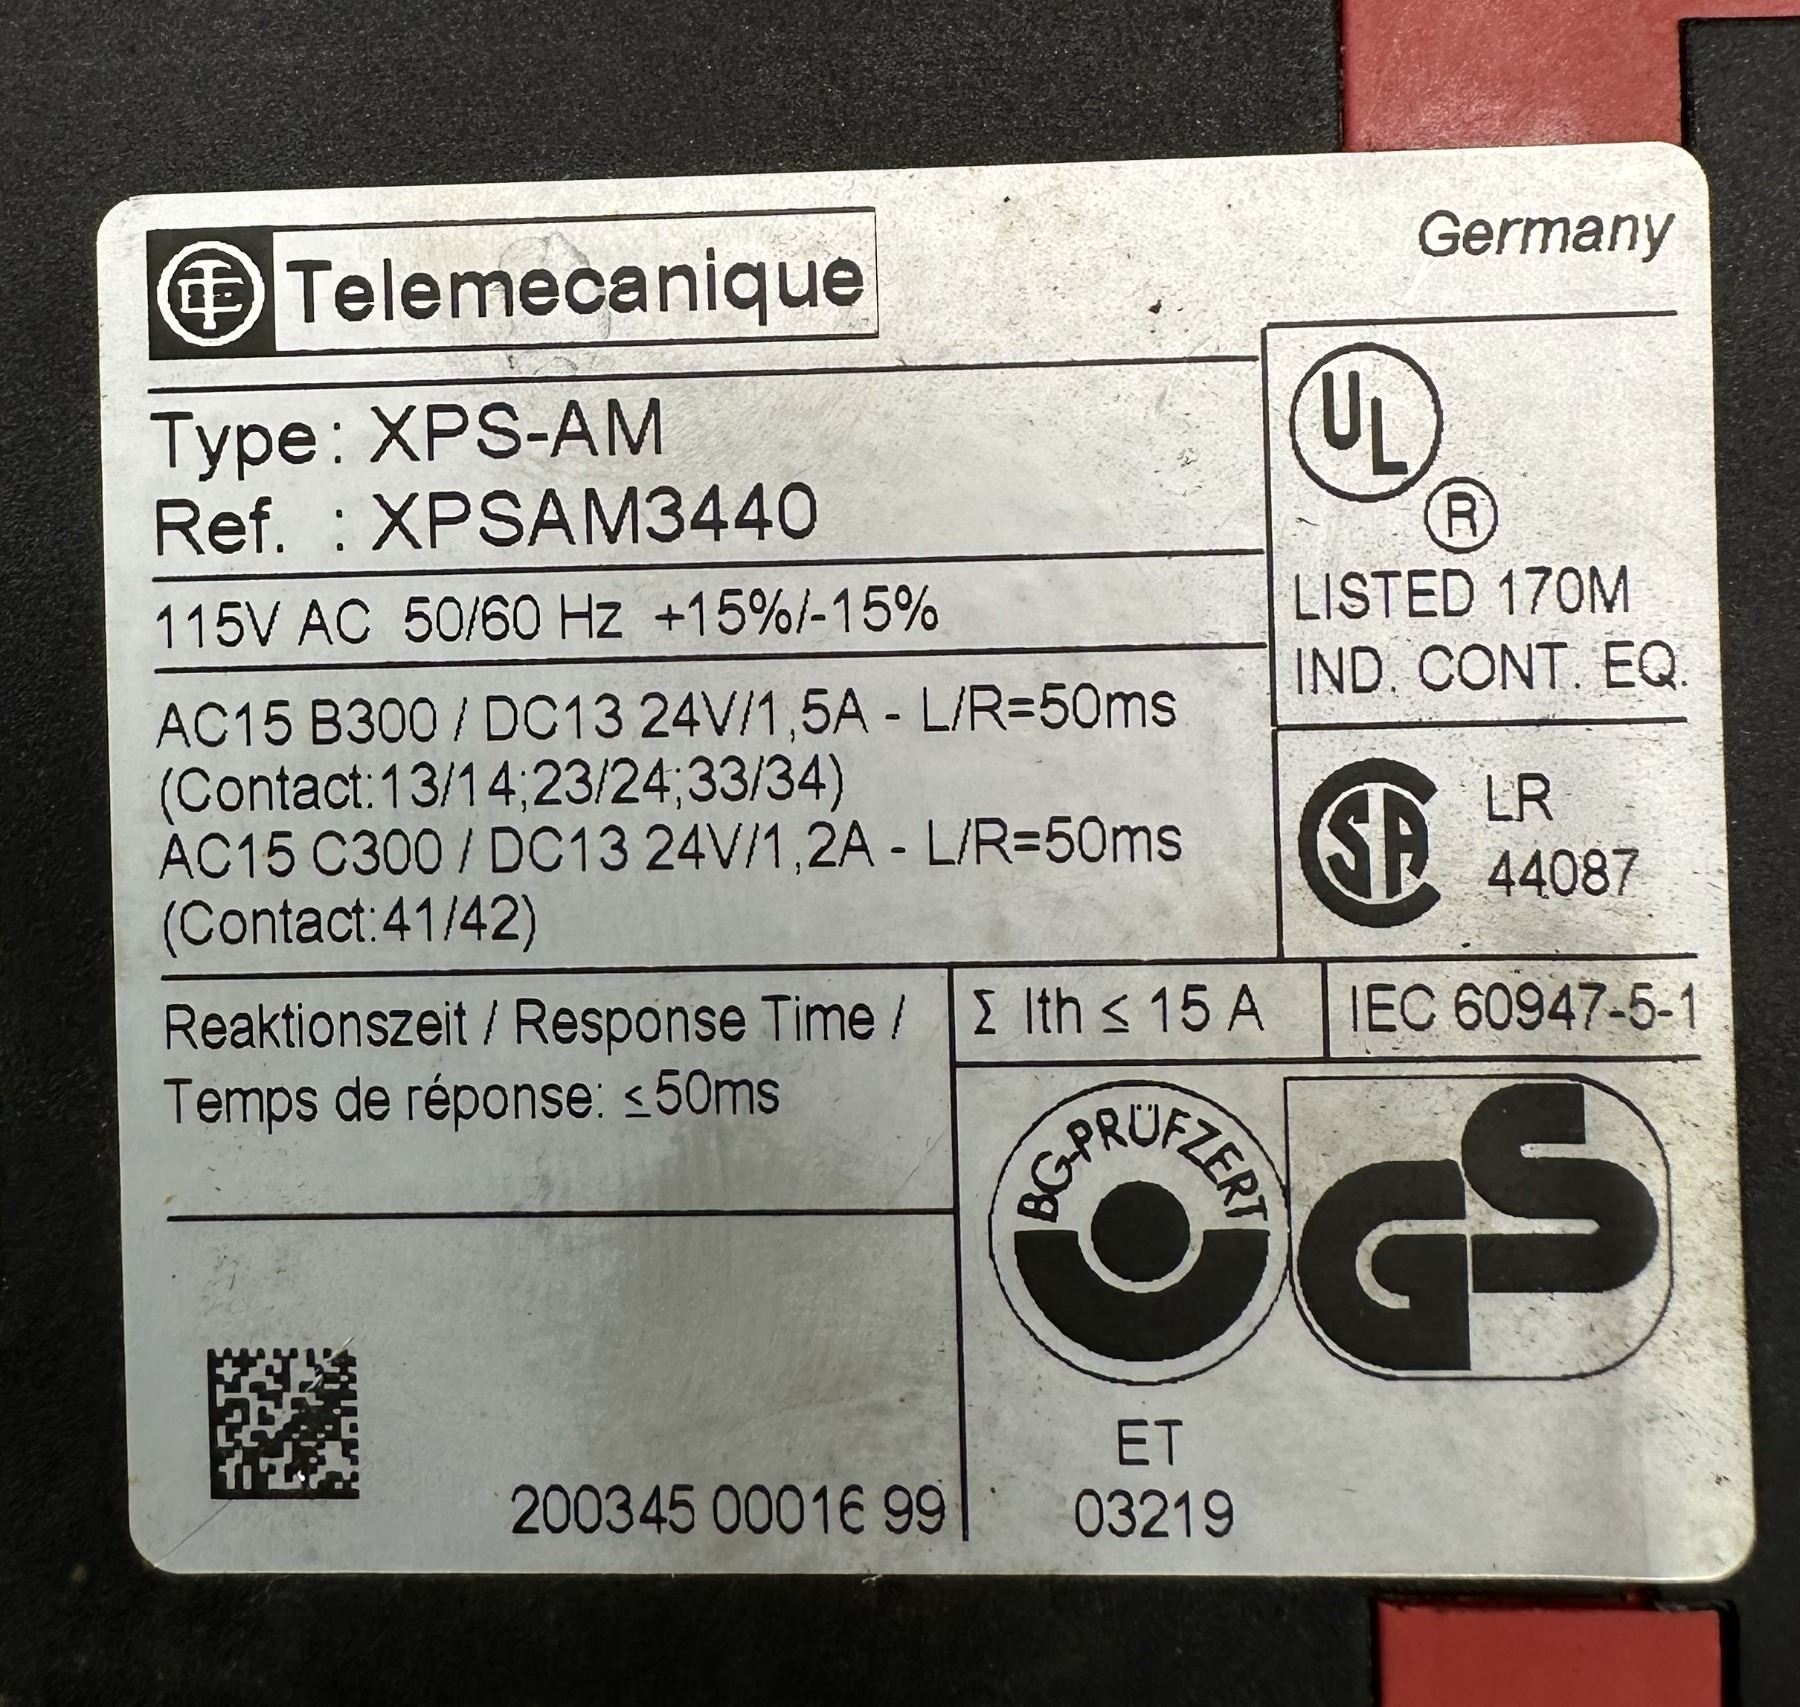 Telemecanique
Germany
Type: XPS-AM
Ref. : XPSAM3440
115V AC 50/60 Hz +15%/-15%
AC15 B300 / DC13 24V/1,5A - L/R=50ms
(Contact:13/14;23/24;33/34)
AC15 C300 / DC13 24V/1,2A - L/R=50ms
(Contact:41/42)
UL
®
LISTED 170M
IND. CONT. EQ.
CSA
LR
44087
Reaktionszeit / Response Time /
Temps de réponse: ≤50ms
Σ Ith ≤ 15 A
IEC 60947-5-1
BG-PRÜFZERT
GS
ET
03219
200345 00016 99